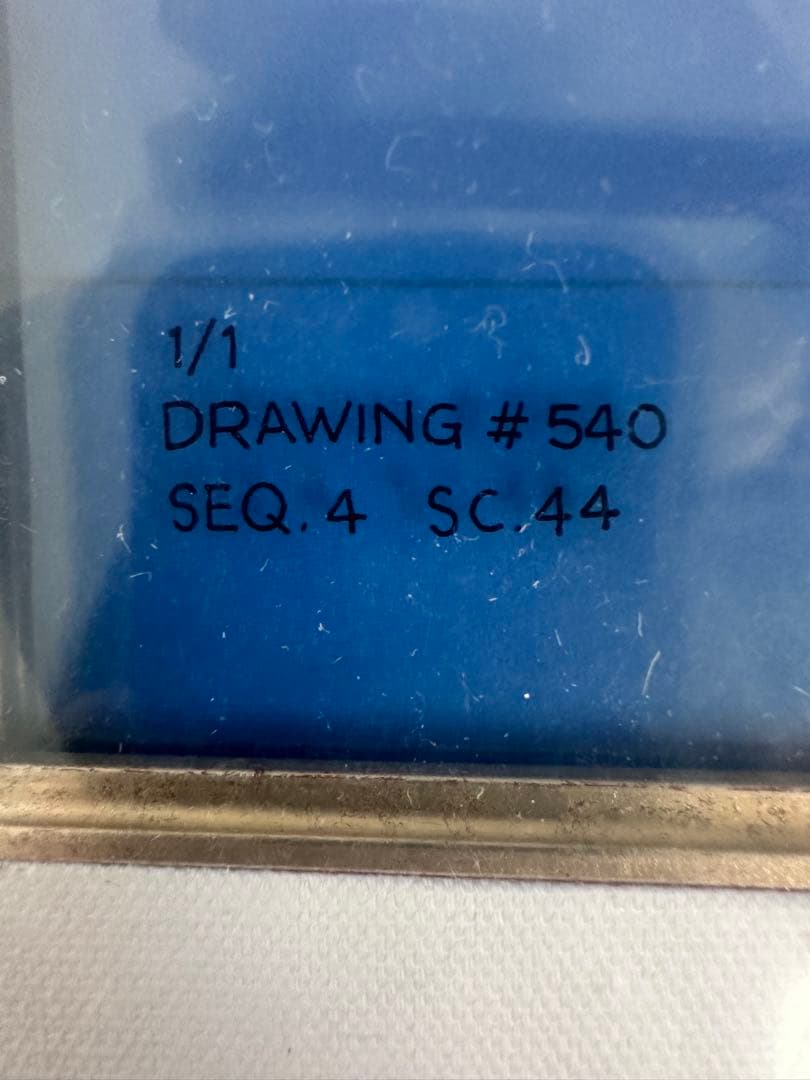 1/1
DRAWING # 540
SEQ. 4 SC. 44